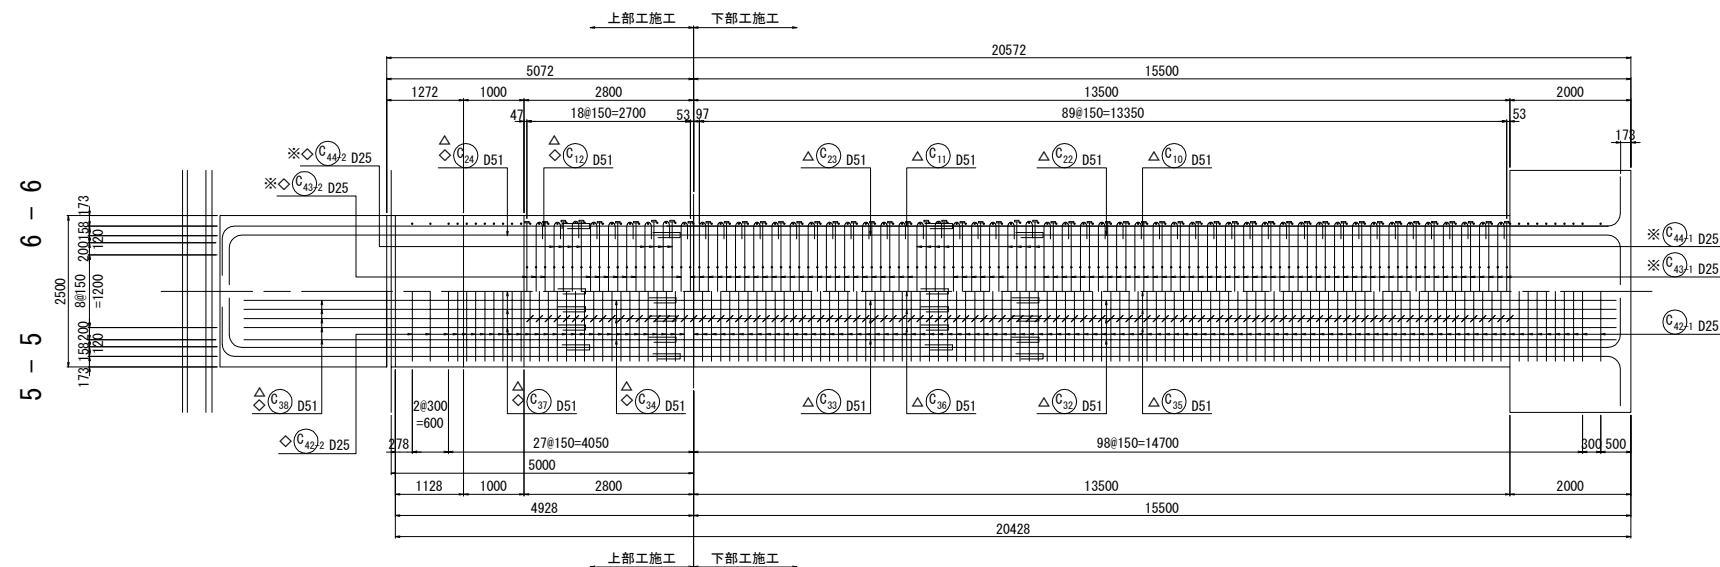 上部工施工 下部工施工
20572
5072 15500
1272 1000 2800 13500 2000
47 18@150=2700 53 97 89@150=13350 53
173
※◇C44-2 D25
△◇C24 D51
△◇C12 D51
△C23 D51
△C11 D51
△C22 D51
△C10 D51
※◇C43-2 D25
6 - 6
5 - 5
2500
173
158
120
200
8@150
=1200
200
120
158
173
※C44-1 D25
※C43-1 D25
C42-1 D25
△◇C38 D51
△◇C37 D51
△◇C34 D51
△C33 D51
△C36 D51
△C32 D51
△C35 D51
2@300
=600
◇C42-2 D25
278 27@150=4050 98@150=14700 300 500
5000
1128 1000 2800 13500 2000
4928 15500
20428
上部工施工 下部工施工